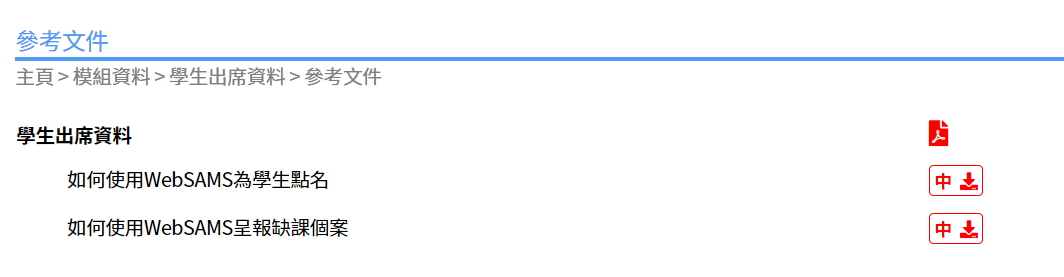 參考文件
主頁 > 模組資料 > 學生出席資料 > 參考文件
學生出席資料
如何使用WebSAMS為學生點名 中
如何使用WebSAMS呈報缺課個案 中